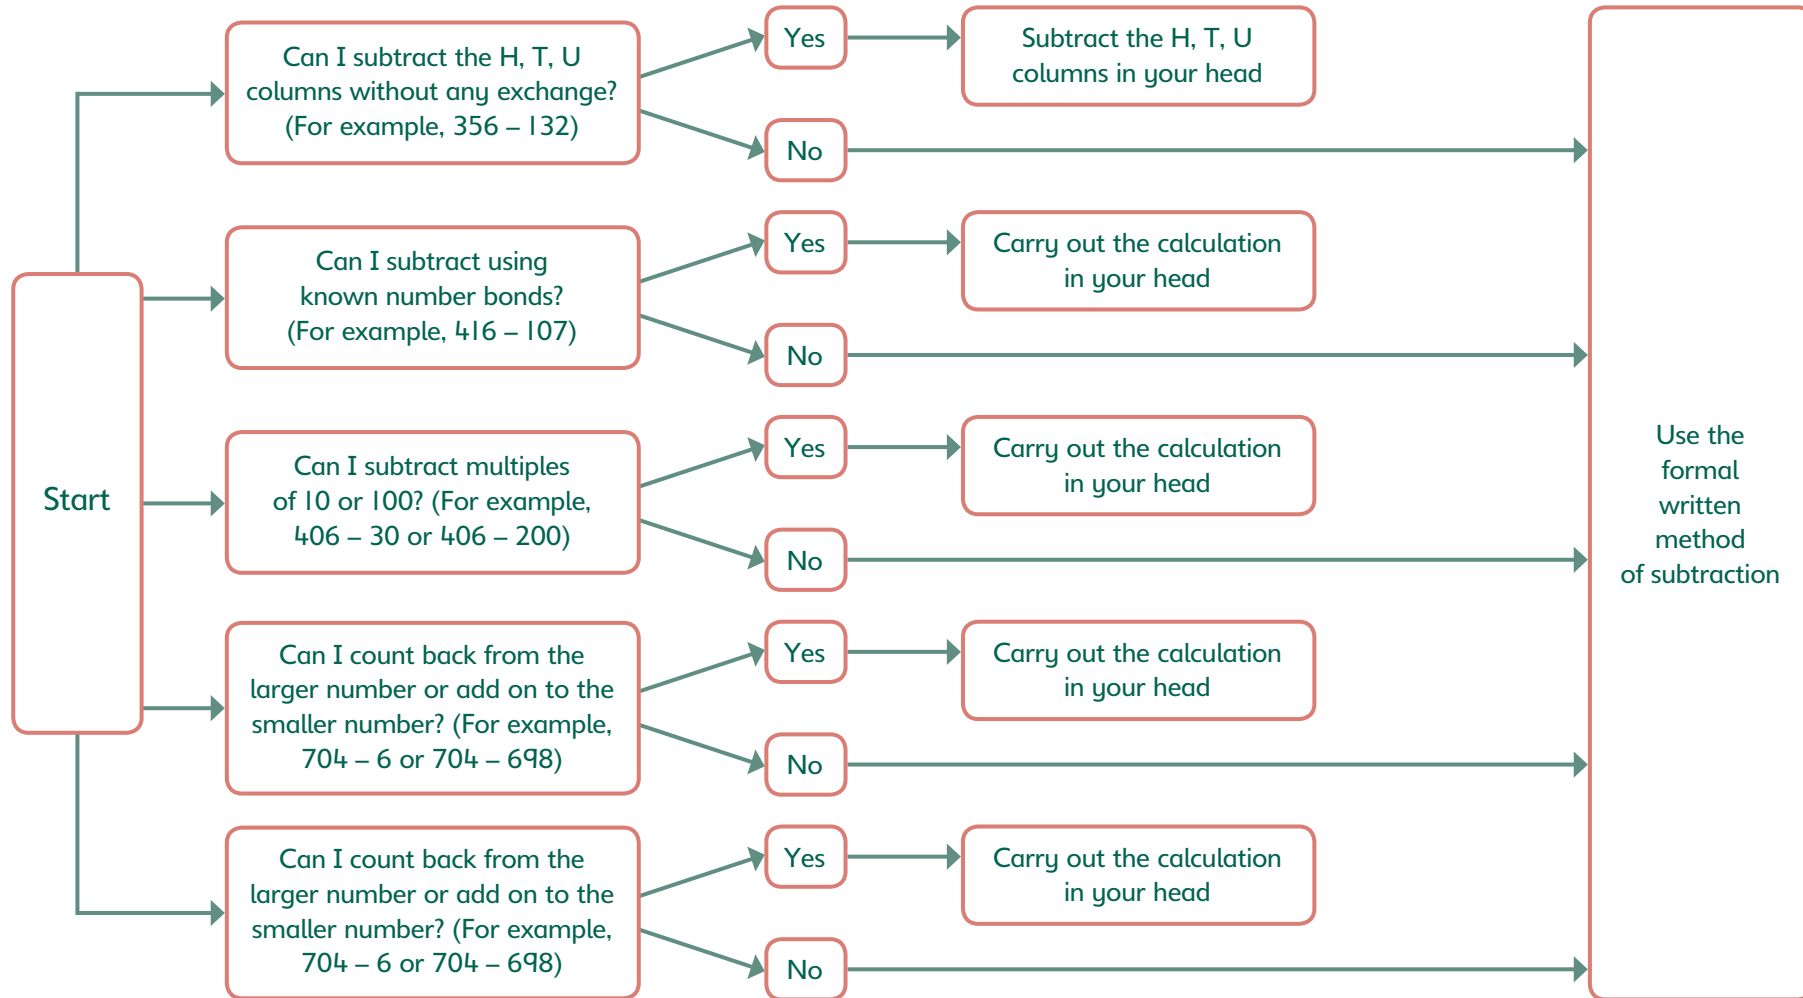 Start
Can I subtract the H, T, U
columns without any exchange?
(For example, 356 – 132)
Yes
Subtract the H, T, U
columns in your head
No
Can I subtract using
known number bonds?
(For example, 416 – 107)
Yes
Carry out the calculation
in your head
No
Can I subtract multiples
of 10 or 100? (For example,
406 – 30 or 406 – 200)
Yes
Carry out the calculation
in your head
No
Can I count back from the
larger number or add on to the
smaller number? (For example,
704 – 6 or 704 – 698)
Yes
Carry out the calculation
in your head
No
Can I count back from the
larger number or add on to the
smaller number? (For example,
704 – 6 or 704 – 698)
Yes
Carry out the calculation
in your head
No
Use the
formal
written
method
of subtraction